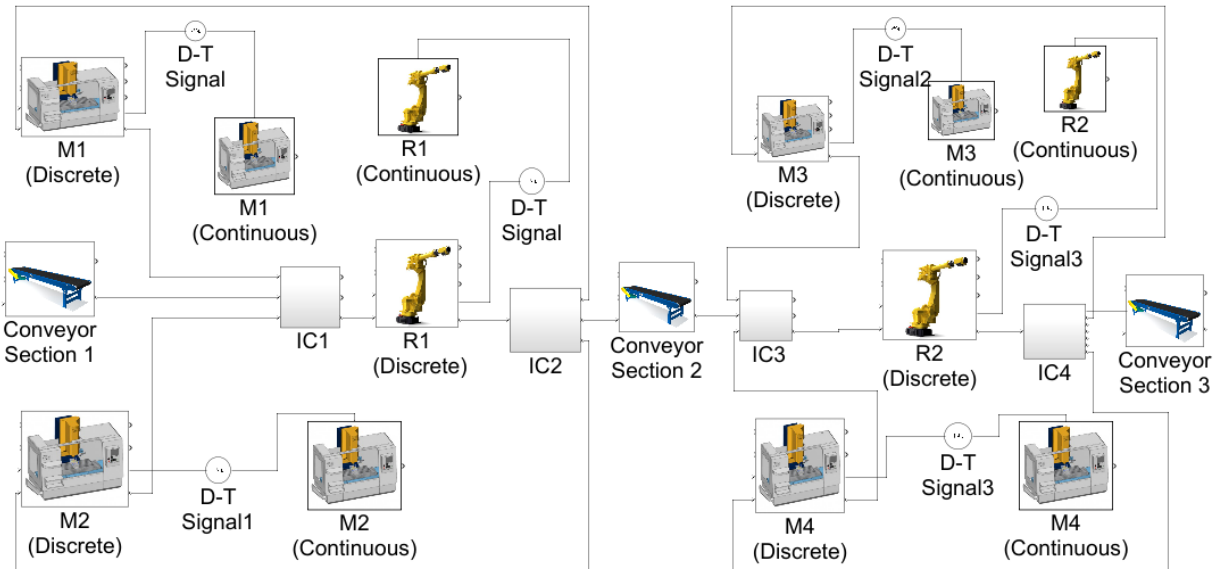 D-T
Signal
M1
(Discrete)
M1
(Continuous)
R1
(Continuous)
D-T
Signal
Conveyor
Section 1
IC1
R1
(Discrete)
IC2
M2
(Discrete)
D-T
Signal1
M2
(Continuous)
D-T
Signal2
M3
(Discrete)
M3
(Continuous)
R2
(Continuous)
D-T
Signal3
Conveyor
Section 2
IC3
R2
(Discrete)
IC4
Conveyor
Section 3
M4
(Discrete)
D-T
Signal3
M4
(Continuous)